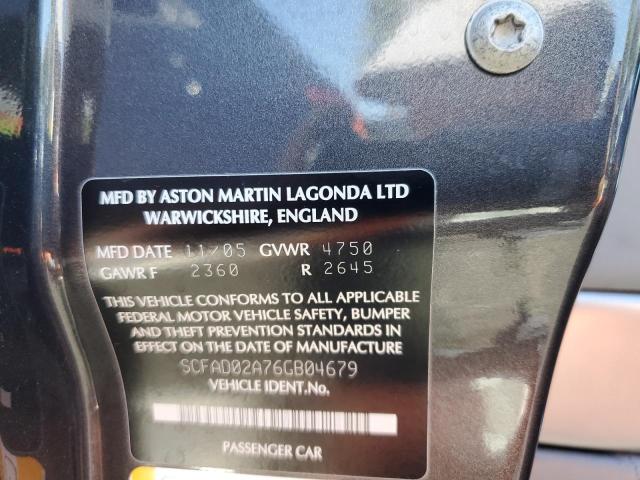 MFD BY ASTON MARTIN LAGONDA LTD
WARWICKSHIRE, ENGLAND
MFD DATE 11/05 GVWR 4750
GAWR F 2360 R 2645
THIS VEHICLE CONFORMS TO ALL APPLICABLE
FEDERAL MOTOR VEHICLE SAFETY, BUMPER
AND THEFT PREVENTION STANDARDS IN
EFFECT ON THE DATE OF MANUFACTURE
SCFAD02A76GB04679
VEHICLE IDENT.No.
PASSENGER CAR